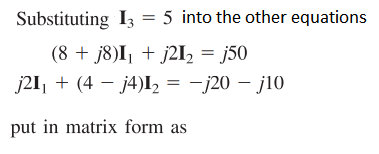 Substituting I₃ = 5 into the other equations
(8 + j8)I₁ + j2I₂ = j50
j2I₁ + (4 − j4)I₂ = −j20 − j10
put in matrix form as